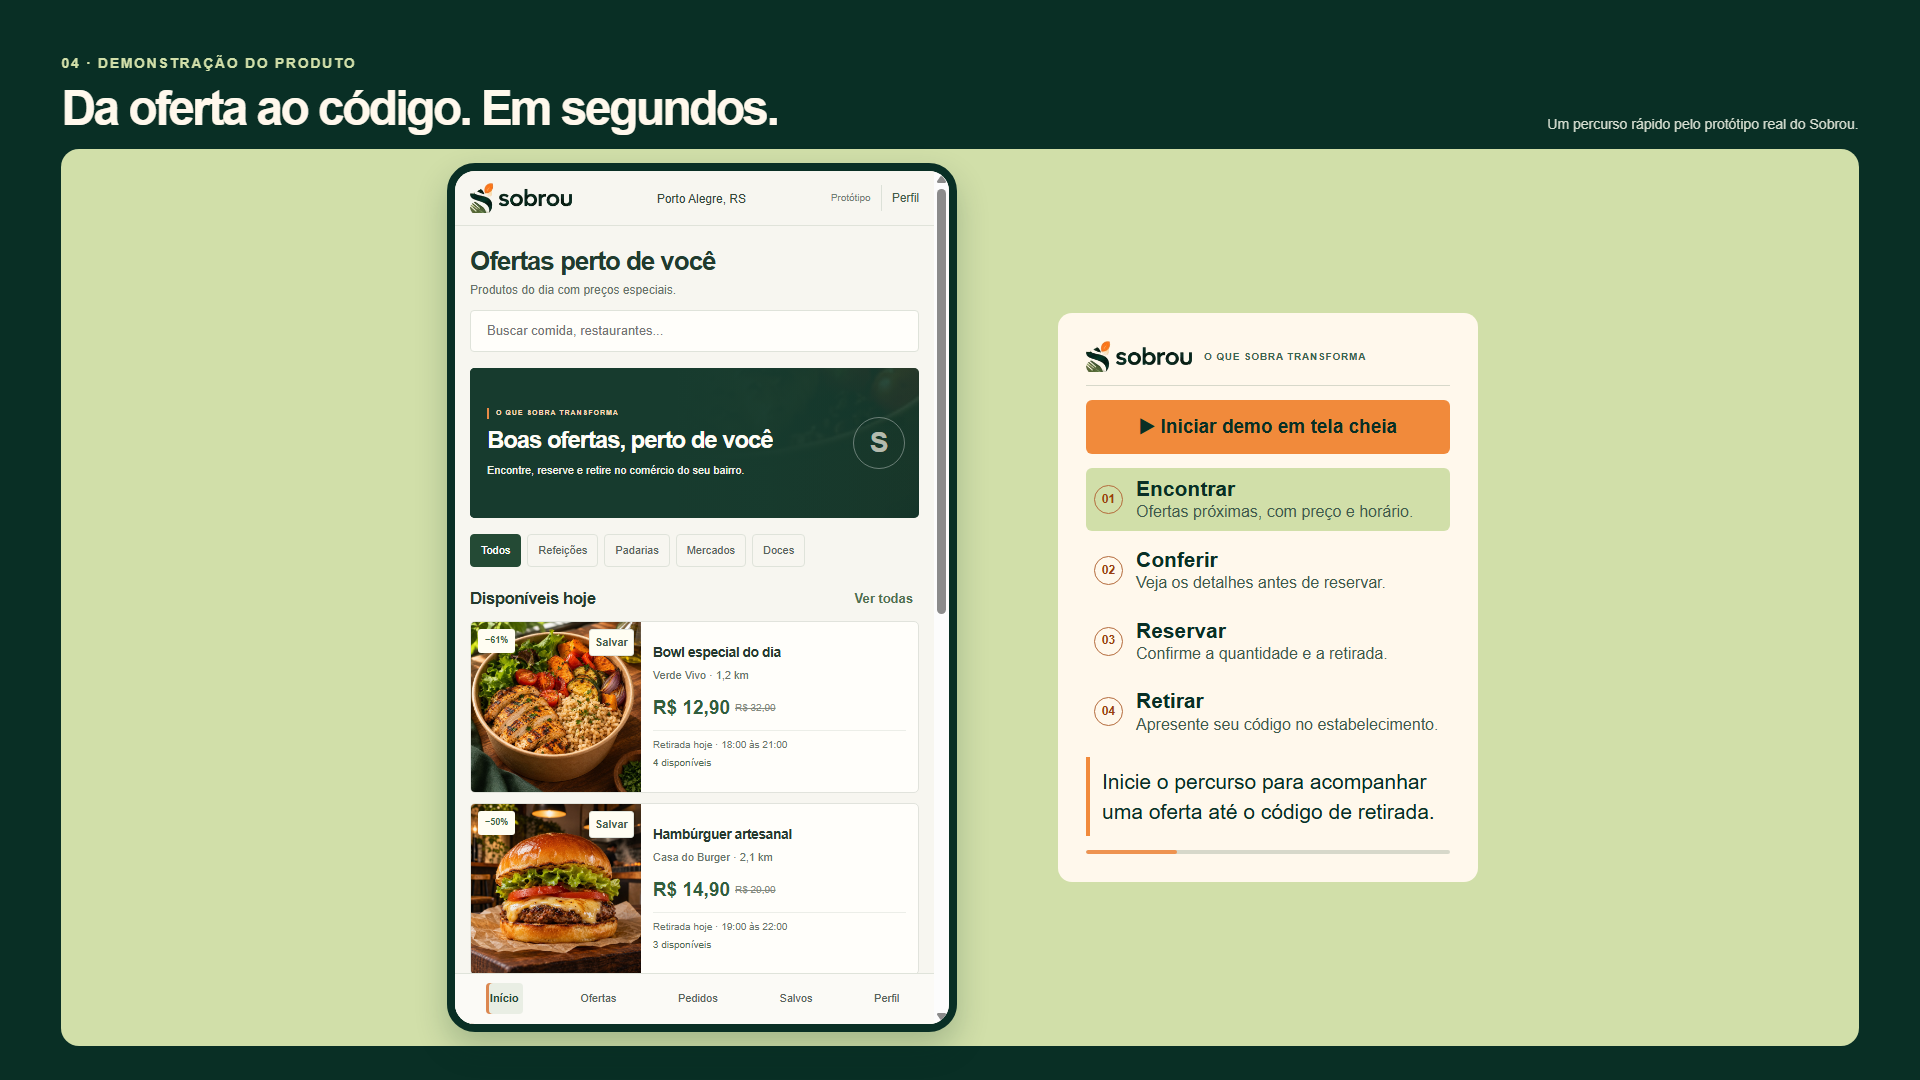 04 · DEMONSTRAÇÃO DO PRODUTO
Da oferta ao código. Em segundos.
Um percurso rápido pelo protótipo real do Sobrou.
sobrou
Porto Alegre, RS
Protótipo
Perfil
Ofertas perto de você
Produtos do dia com preços especiais.
Buscar comida, restaurantes...
O QUE SOBRA TRANSFORMA
Boas ofertas, perto de você
Encontre, reserve e retire no comércio do seu bairro.
S
Todos
Refeições
Padarias
Mercados
Doces
Disponíveis hoje
Ver todas
−61%
Salvar
Bowl especial do dia
Verde Vivo · 1,2 km
R$ 12,90 R$ 32,90
Retirada hoje · 18:00 às 21:00
4 disponíveis
−50%
Salvar
Hambúrguer artesanal
Casa do Burger · 2,1 km
R$ 14,90 R$ 29,90
Retirada hoje · 19:00 às 22:00
3 disponíveis
Início
Ofertas
Pedidos
Salvos
Perfil
sobrou
O QUE SOBRA TRANSFORMA
▶ Iniciar demo em tela cheia
01
Encontrar
Ofertas próximas, com preço e horário.
02
Conferir
Veja os detalhes antes de reservar.
03
Reservar
Confirme a quantidade e a retirada.
04
Retirar
Apresente seu código no estabelecimento.
Inicie o percurso para acompanhar
uma oferta até o código de retirada.